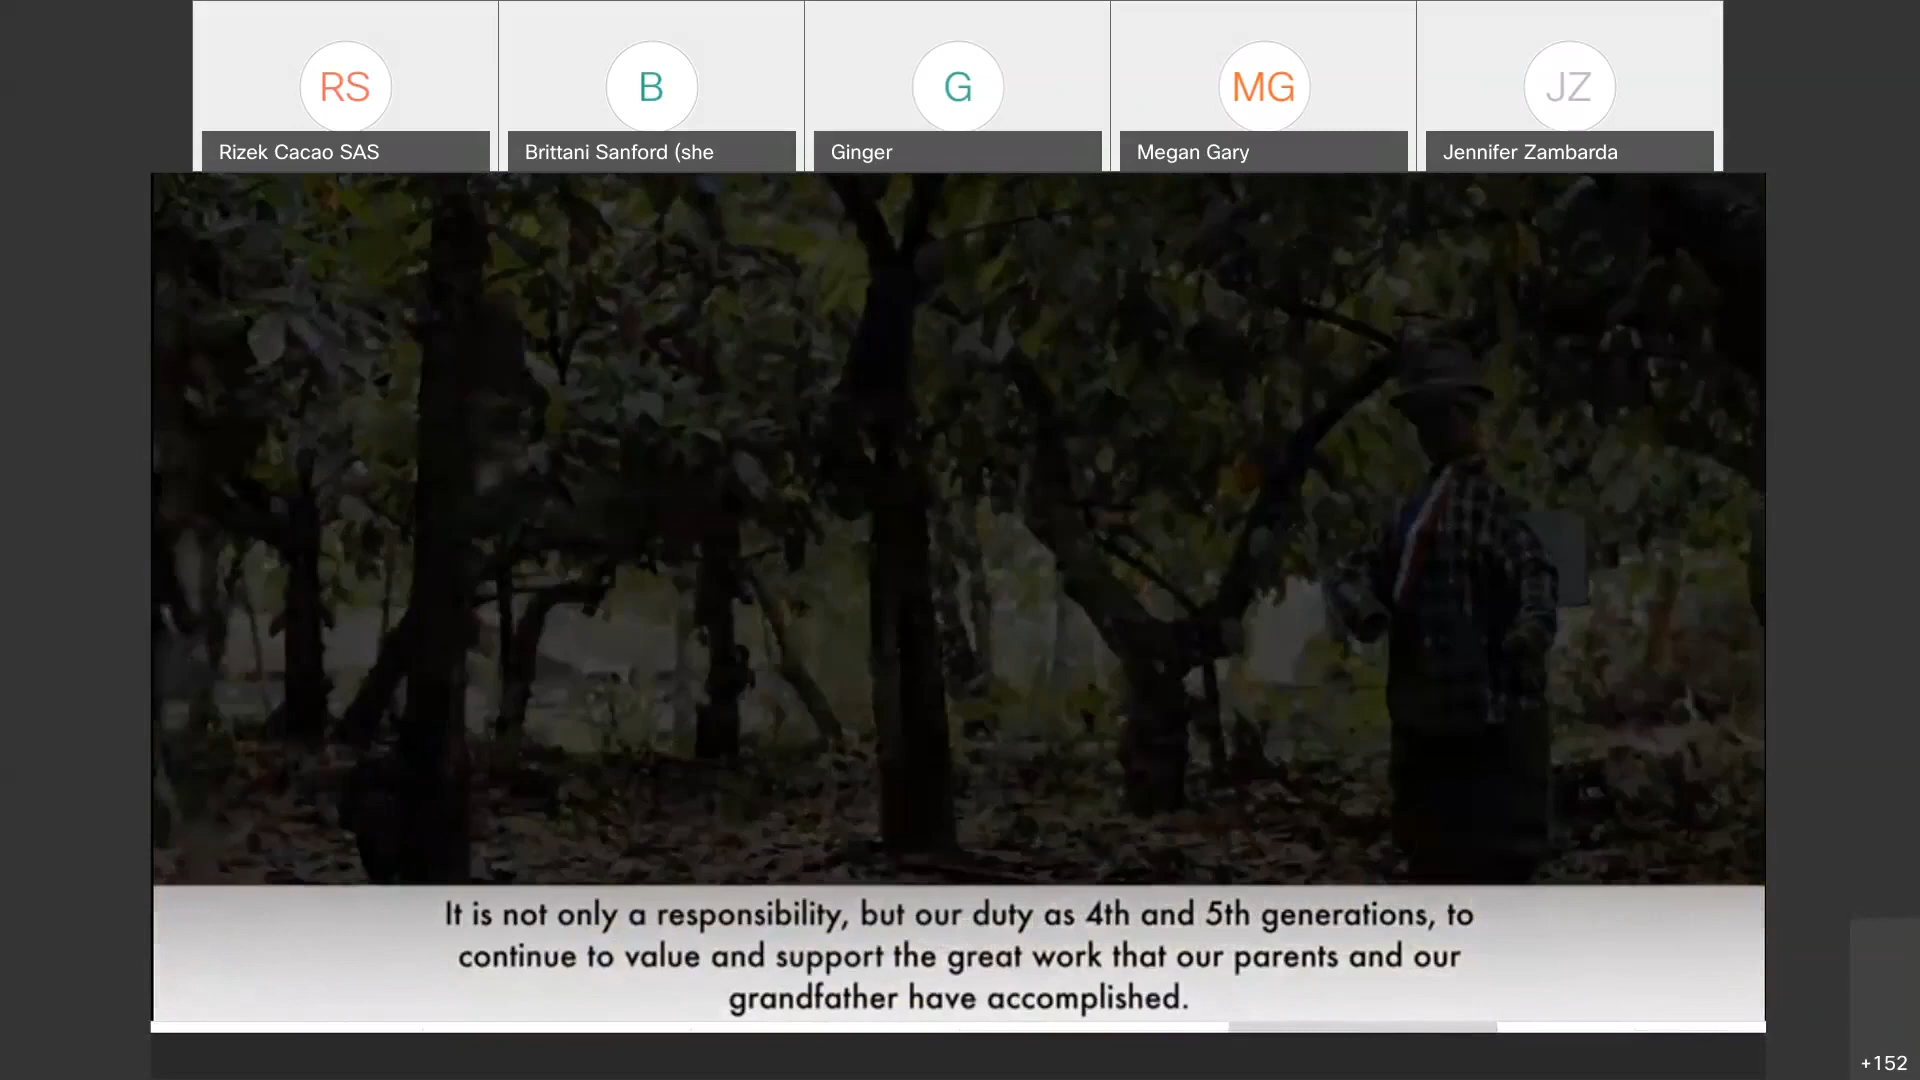 RS
B
G
MG
JZ
Rizek Cacao SAS
Brittani Sanford (she
Ginger
Megan Gary
Jennifer Zambarda
It is not only a responsibility, but our duty as 4th and 5th generations, to
continue to value and support the great work that our parents and our
grandfather have accomplished.
+152